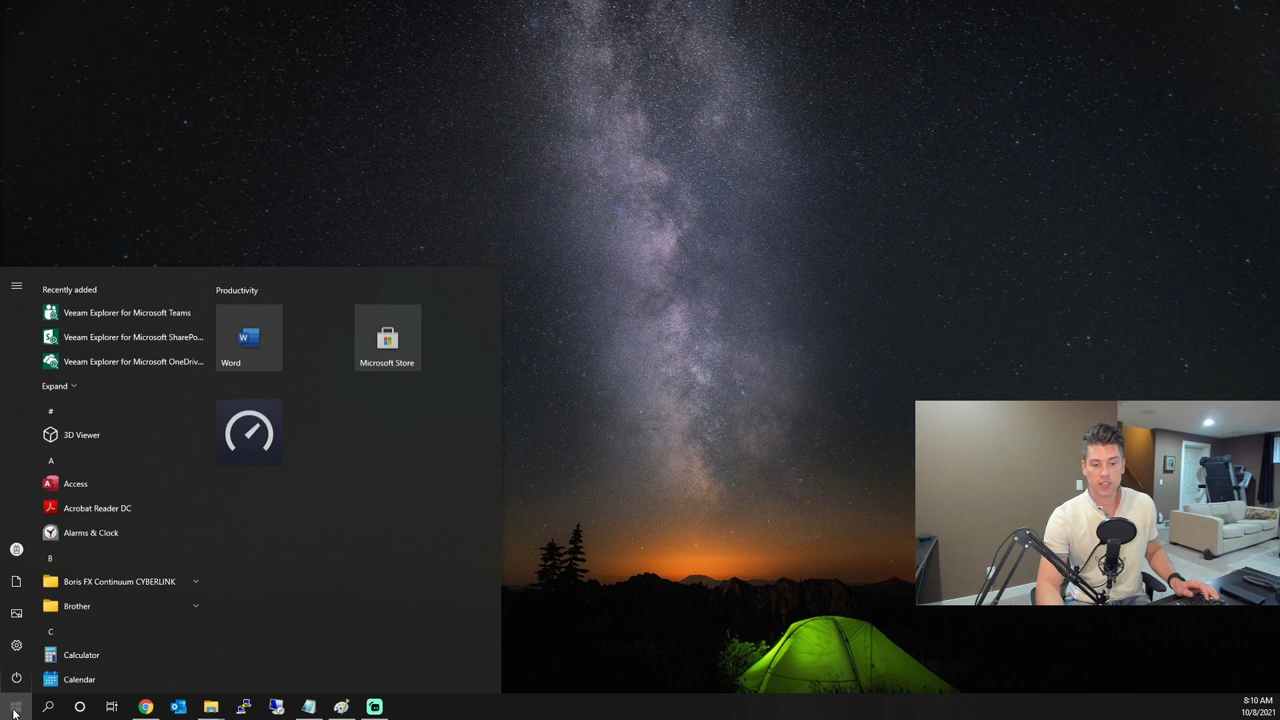 Recently added
Veeam Explorer for Microsoft Teams
Veeam Explorer for Microsoft SharePo...
Veeam Explorer for Microsoft OneDriv...
Expand
#
3D Viewer
A
Access
Acrobat Reader DC
Alarms & Clock
B
Boris FX Continuum CYBERLINK
Brother
C
Calculator
Calendar
Productivity
W
Word
Microsoft Store
8:10 AM
10/8/2021